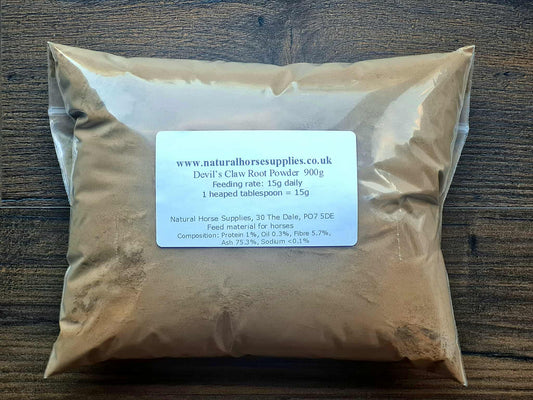 www.naturalhorsesupplies.co.uk
Devil's Claw Root Powder 900g
Feeding rate: 15g daily
1 heaped tablespoon = 15g
Natural Horse Supplies, 30 The Dale, PO7 5DE
Feed material for horses
Composition: Protein 1%, Oil 0.3%, Fibre 5.7%,
Ash 75.3%, Sodium <0.1%